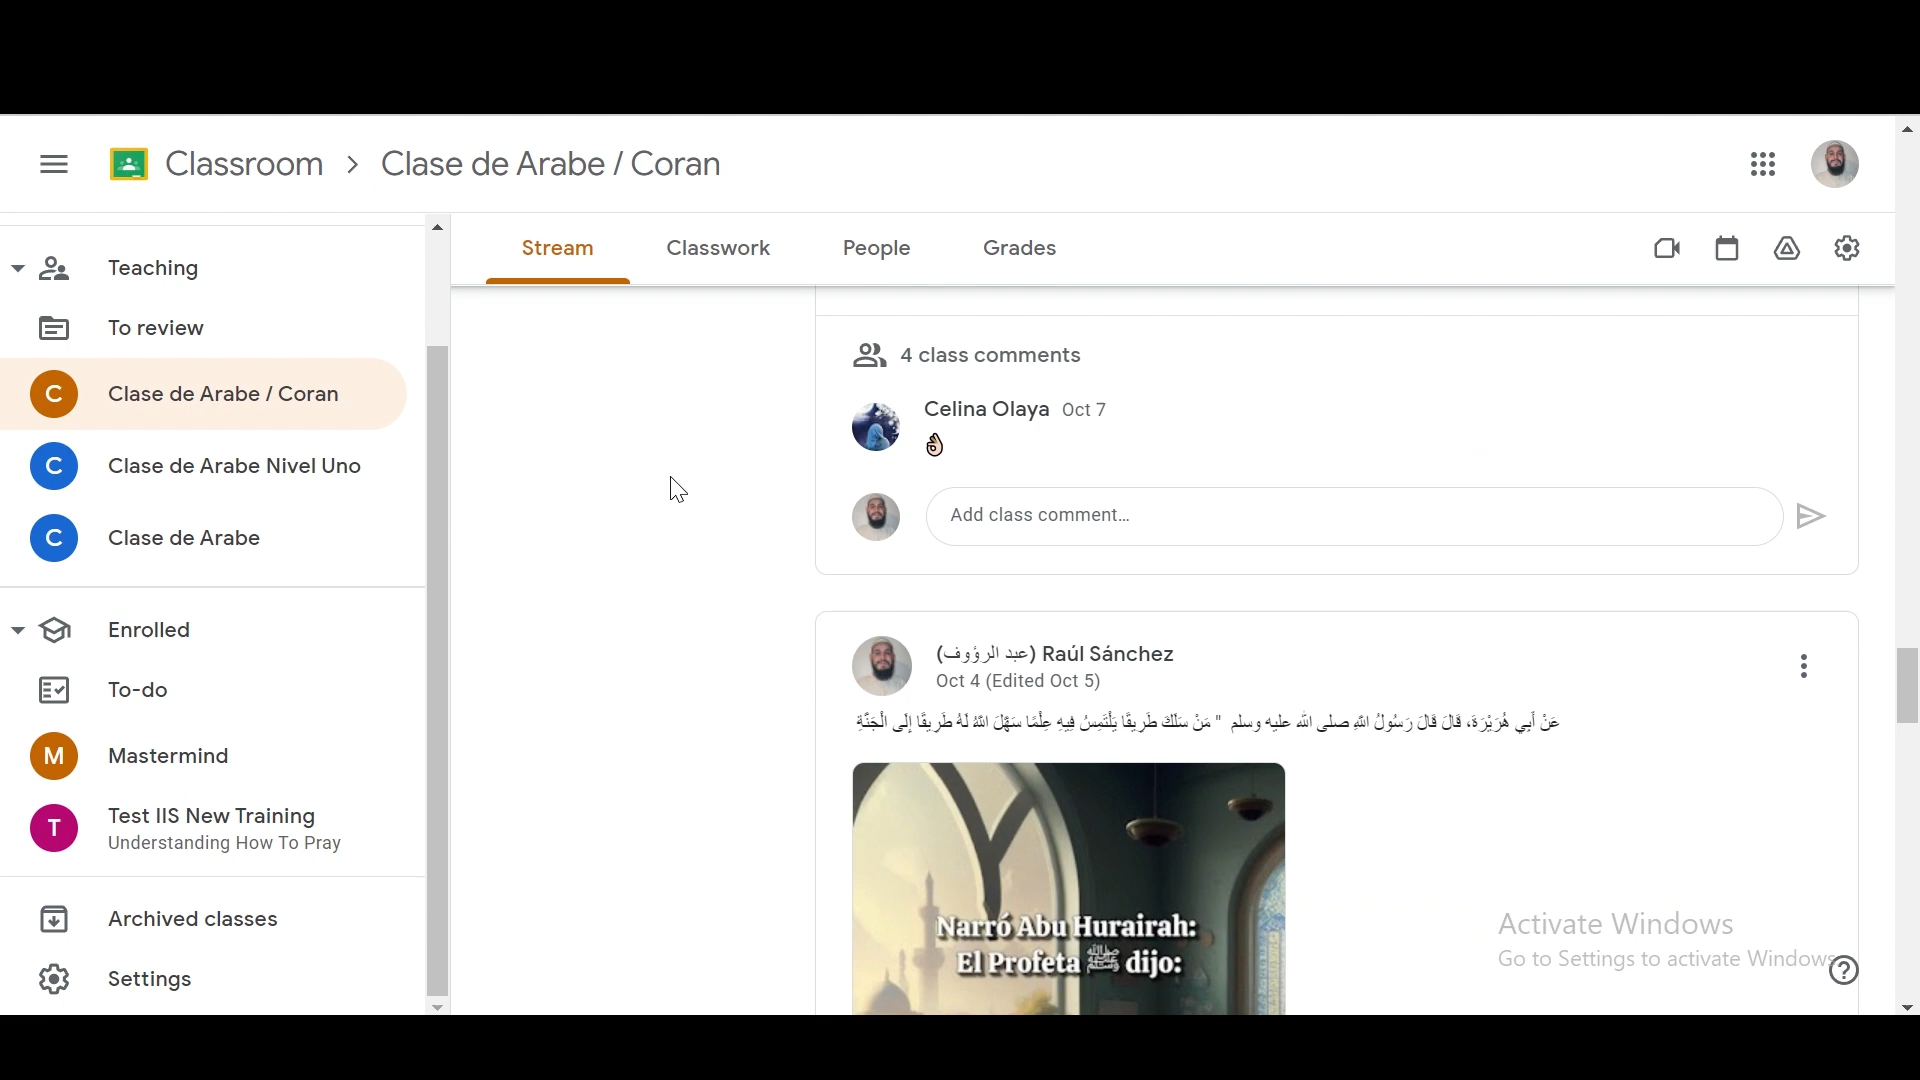 Classroom > Clase de Arabe / Coran
Teaching
To review
C Clase de Arabe / Coran
C Clase de Arabe Nivel Uno
C Clase de Arabe
Enrolled
To-do
M Mastermind
T Test IIS New Training
Understanding How To Pray
Archived classes
Settings
Stream Classwork People Grades
4 class comments
Celina Olaya Oct 7
👌🏼
Add class comment...
(عبد الرؤوف) Raúl Sánchez
Oct 4 (Edited Oct 5)
عَنْ أَبِي هُرَيْرَةَ، قَالَ قَالَ رَسُولُ اللَّهِ صلى الله عليه وسلم " مَنْ سَلَكَ طَرِيقًا يَلْتَمِسُ فِيهِ عِلْمًا سَهَّلَ اللَّهُ لَهُ طَرِيقًا إِلَى الْجَنَّةِ
Narró Abu Hurairah:
El Profeta ﷺ dijo:
Activate Windows
Go to Settings to activate Windows